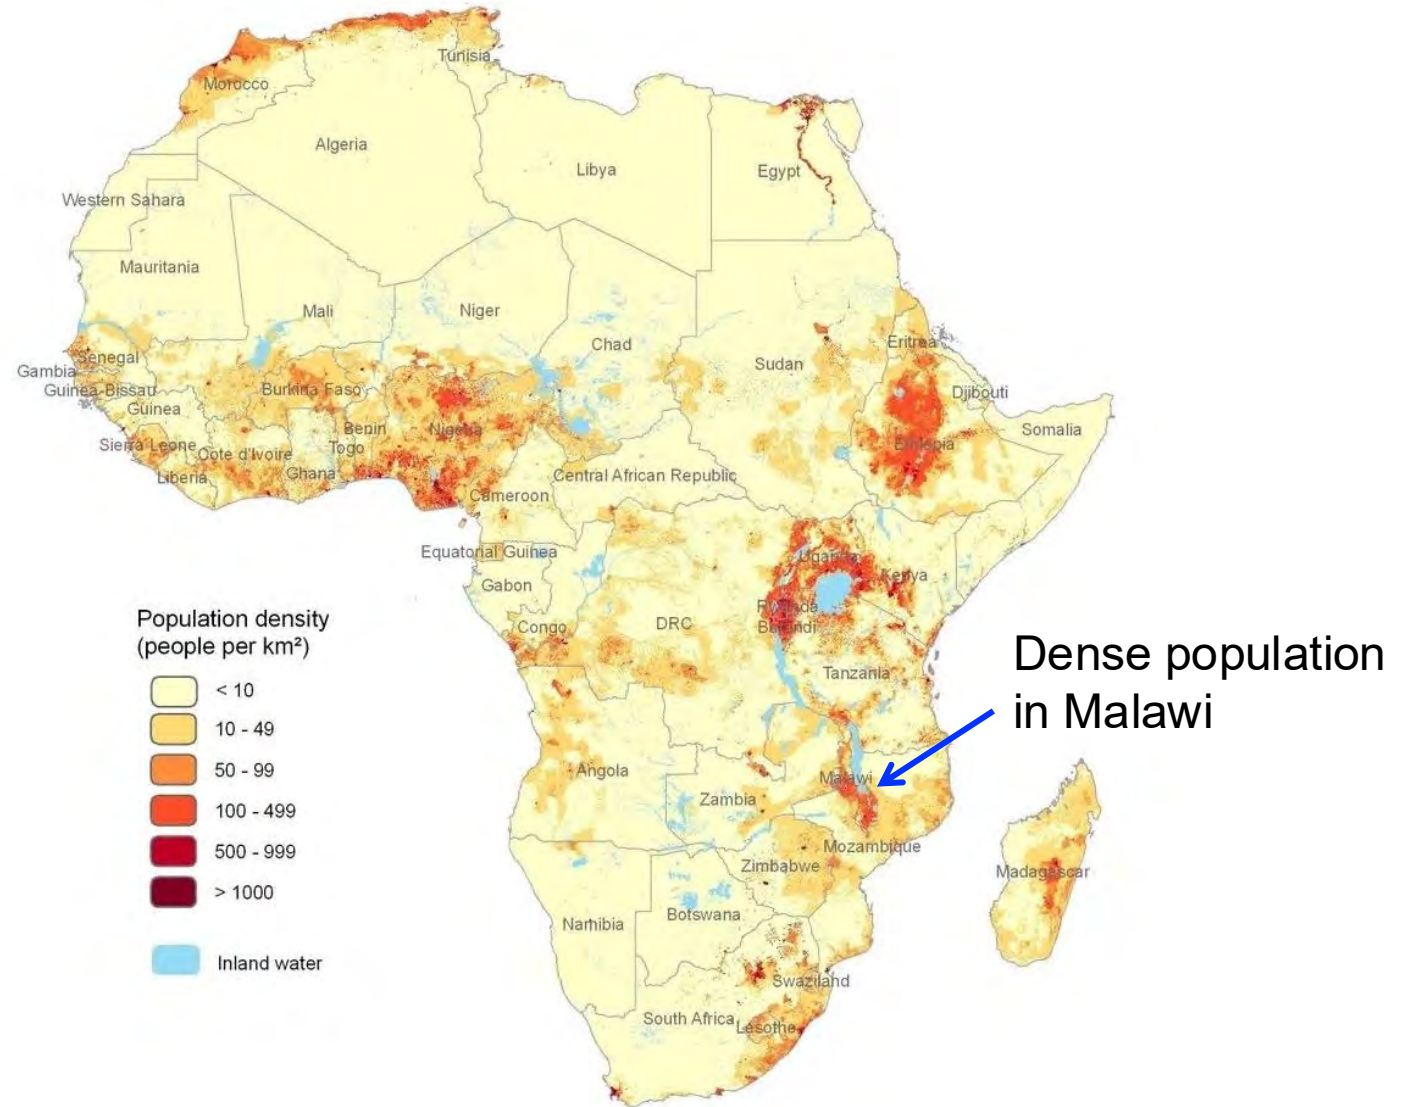 Tunisia
Morocco
Algeria
Libya
Egypt
Western Sahara
Mauritania
Mali
Niger
Chad
Sudan
Eritrea
Djibouti
Somalia
Ethiopia
Senegal
Gambia
Guinea-Bissau
Guinea
Sierra Leone
Liberia
Cote d'Ivoire
Burkina Faso
Ghana
Togo
Benin
Nigeria
Cameroon
Central African Republic
Equatorial Guinea
Gabon
Congo
DRC
Uganda
Kenya
Rwanda
Burundi
Tanzania
Angola
Zambia
Malawi
Mozambique
Zimbabwe
Madagascar
Namibia
Botswana
Swaziland
South Africa
Lesotho
Population density
(people per km²)
< 10
10 - 49
50 - 99
100 - 499
500 - 999
> 1000
Inland water
Dense population
in Malawi